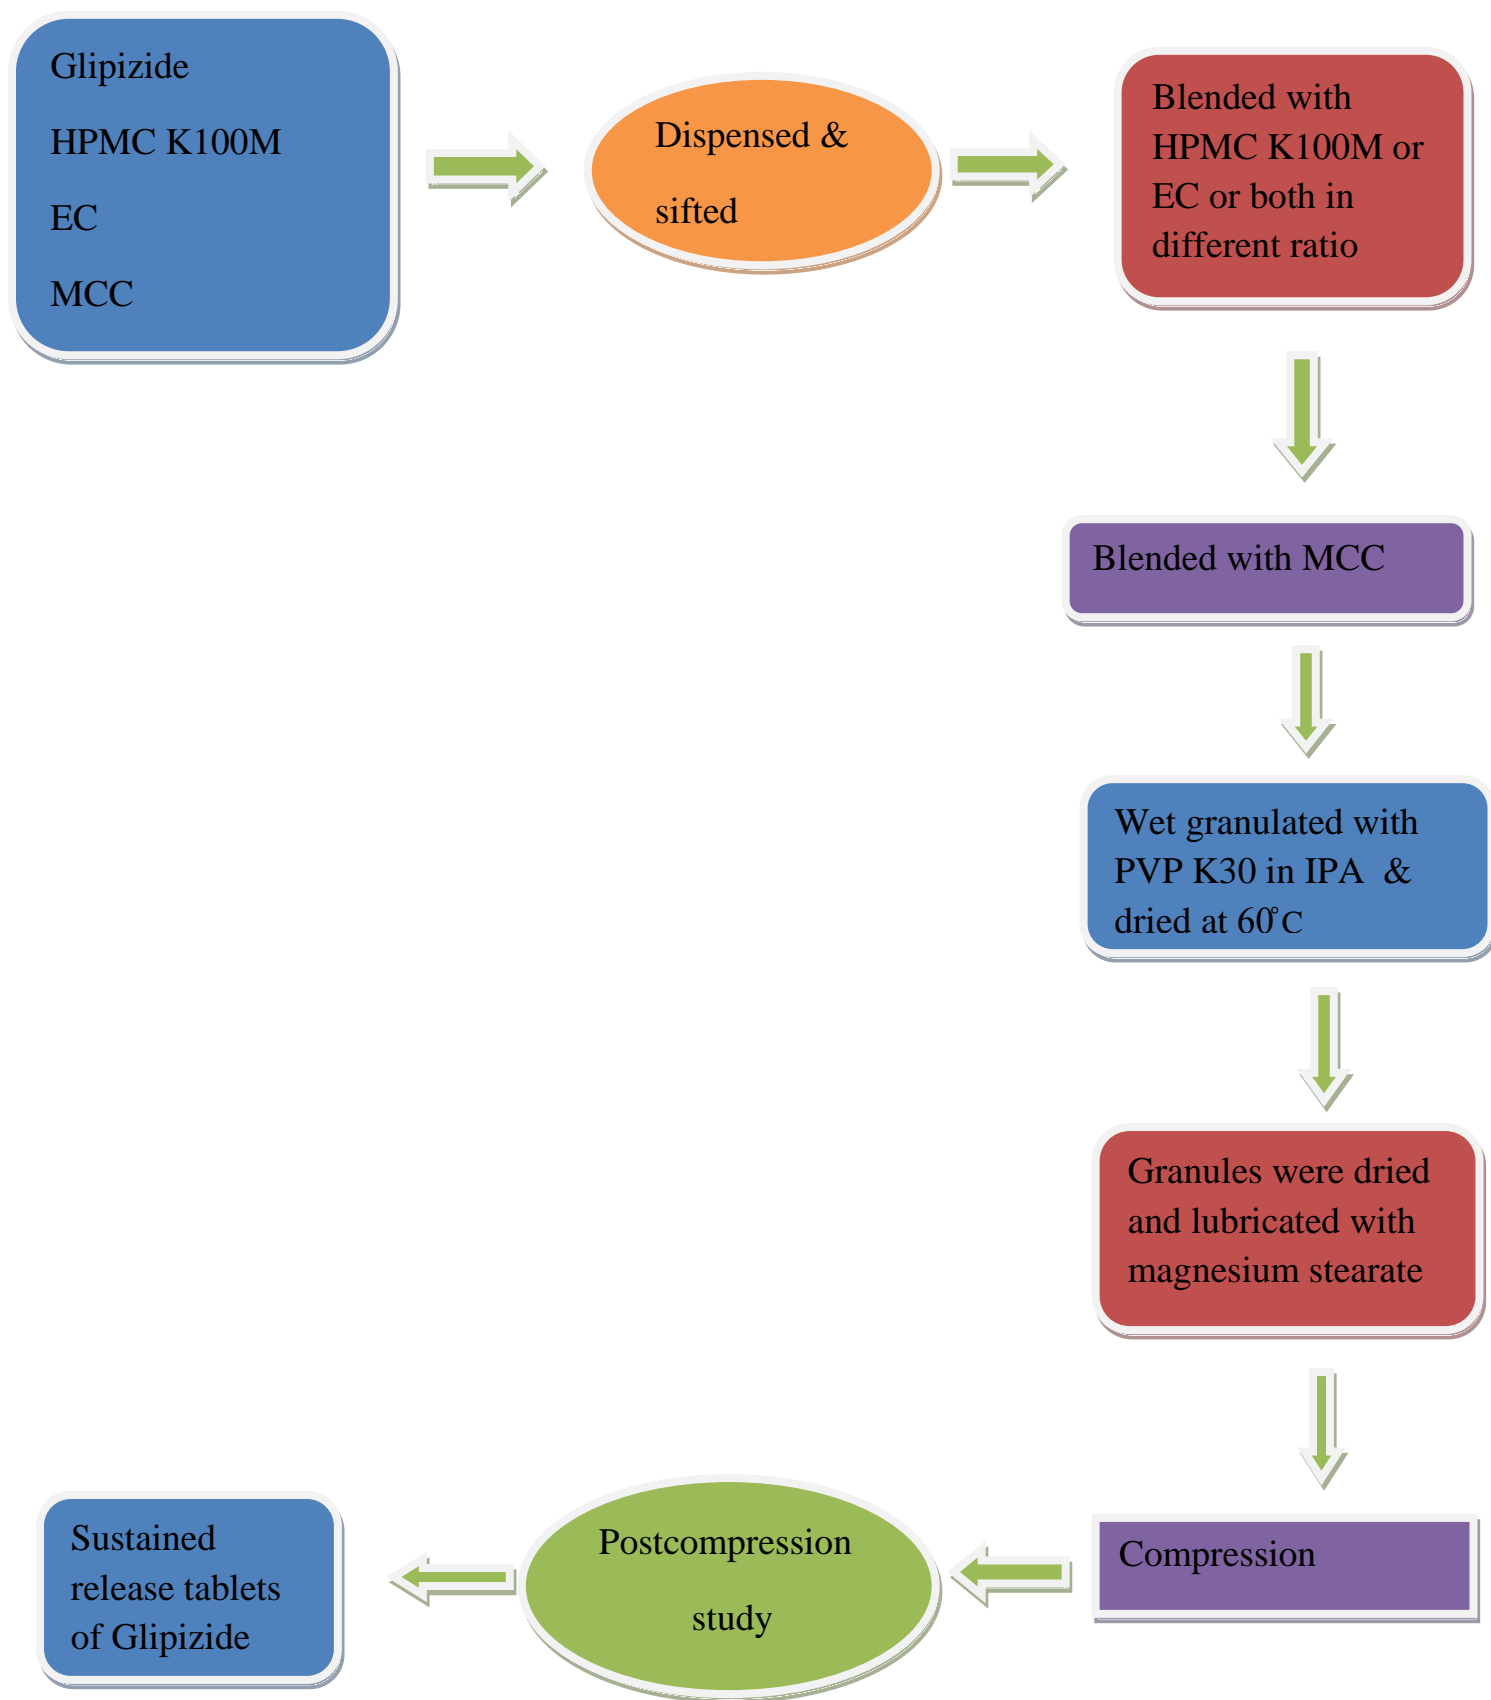 Glipizide
HPMC K100M
EC
MCC
Dispensed &
sifted
Blended with
HPMC K100M or
EC or both in
different ratio
Blended with MCC
Wet granulated with
PVP K30 in IPA &
dried at 60°C
Granules were dried
and lubricated with
magnesium stearate
Compression
Postcompression
study
Sustained
release tablets
of Glipizide